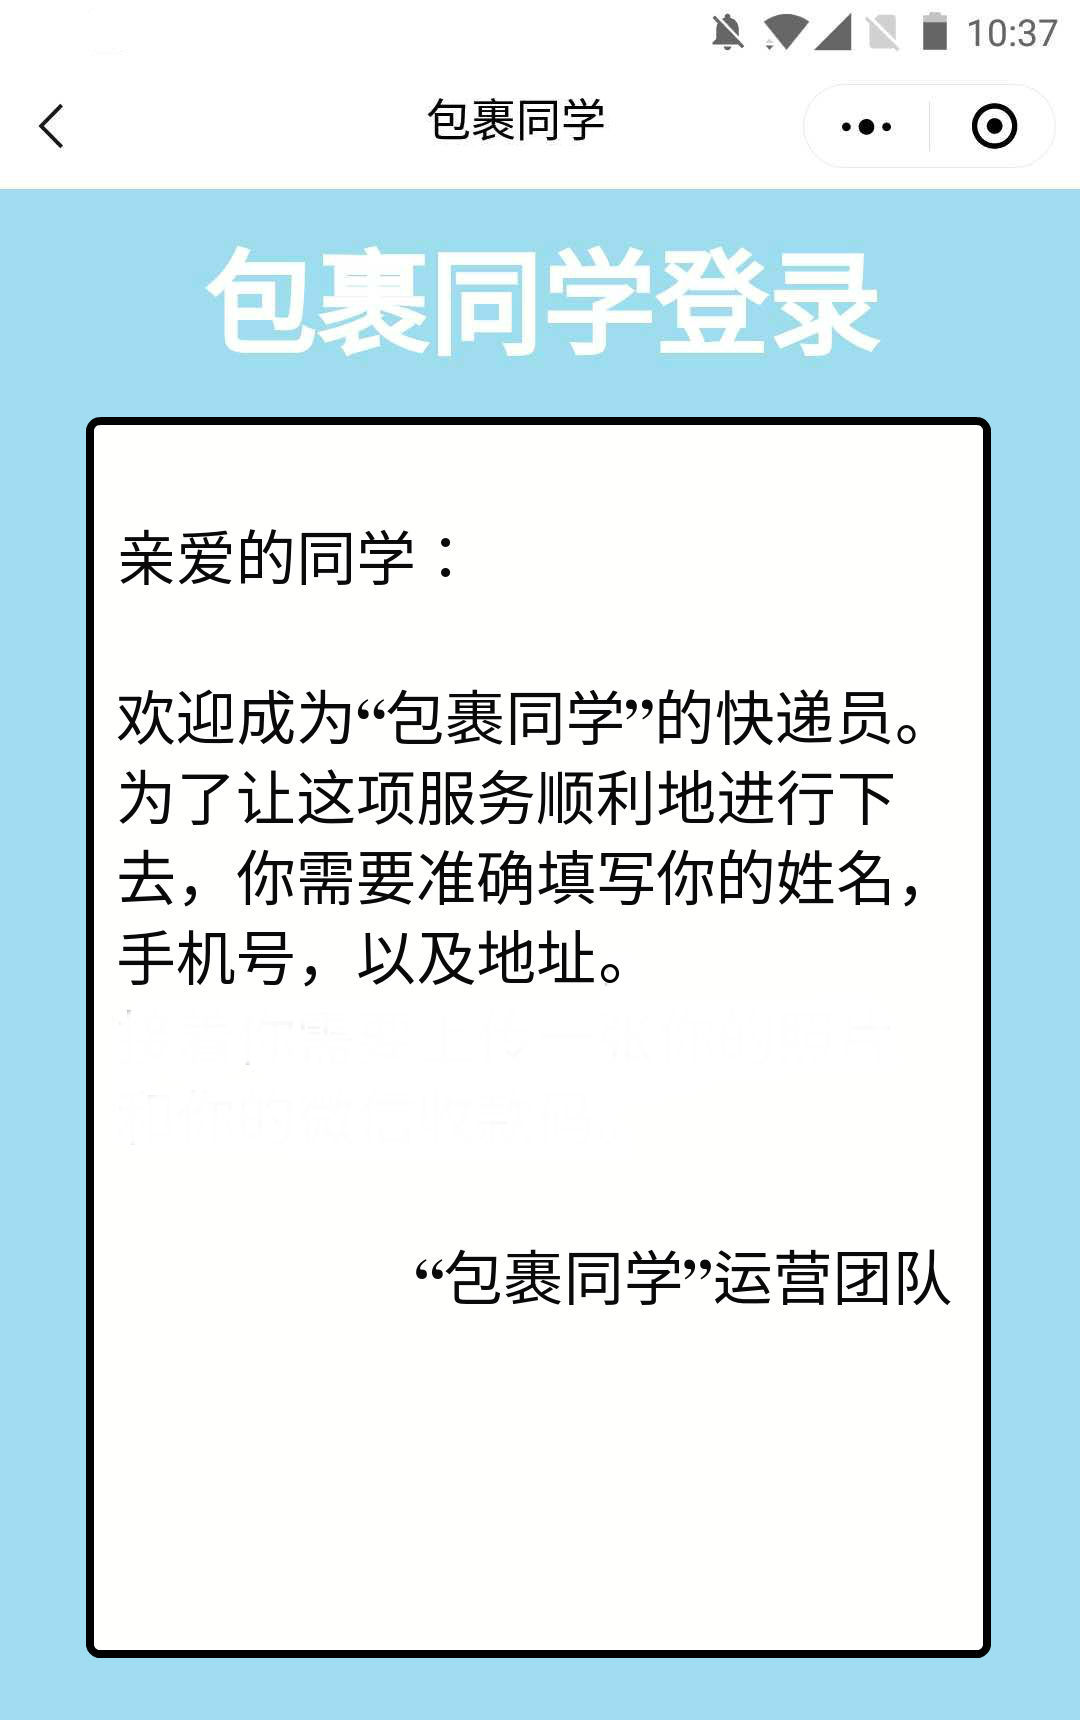 10:37
包裹同学
包裹同学登录
亲爱的同学：
欢迎成为“包裹同学”的快递员。
为了让这项服务顺利地进行下
去，你需要准确填写你的姓名，
手机号，以及地址。
“包裹同学”运营团队